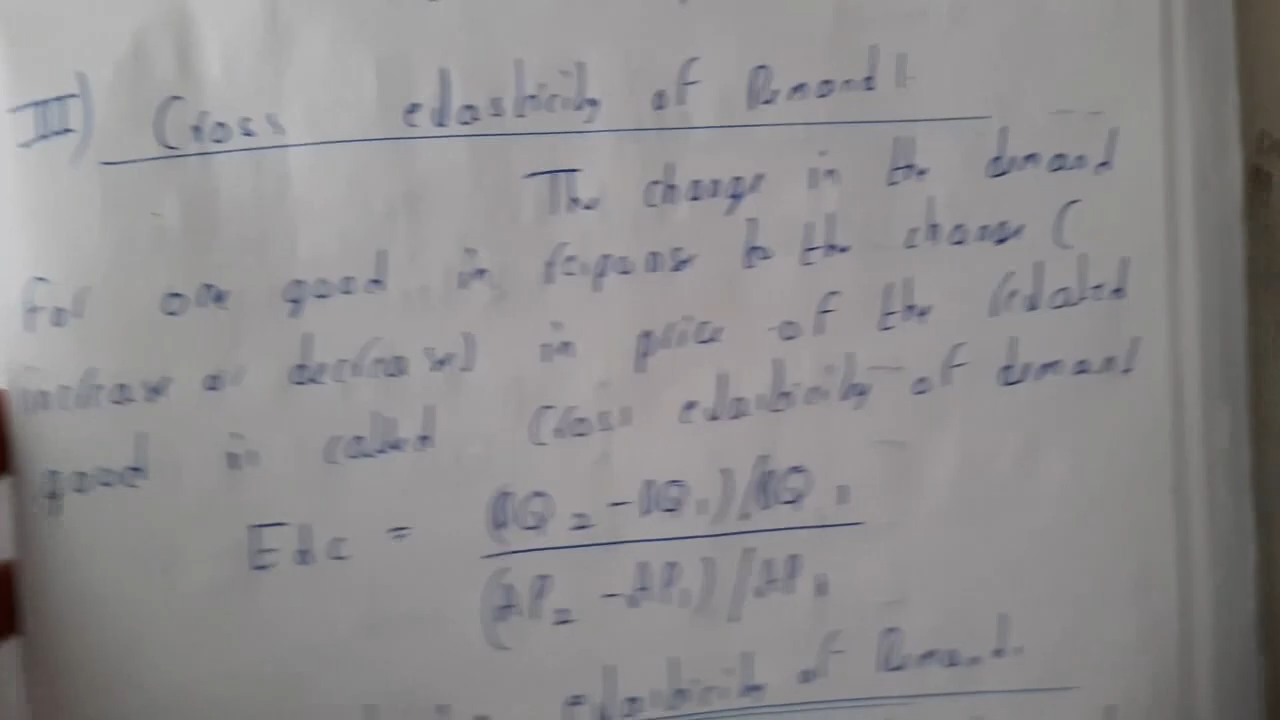 III) Cross elasticity of Demand
The change in the demand
for one good in response to the change (
increase or decrease) in price of the related
good is called Cross elasticity of demand
Edc =
elasticity of Demand.